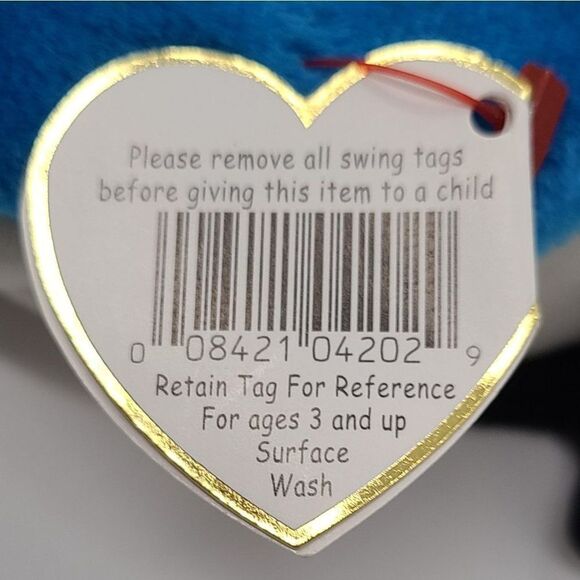 Please remove all swing tags
before giving this item to a child
0 08421 04202 9
Retain Tag For Reference
For ages 3 and up
Surface
Wash